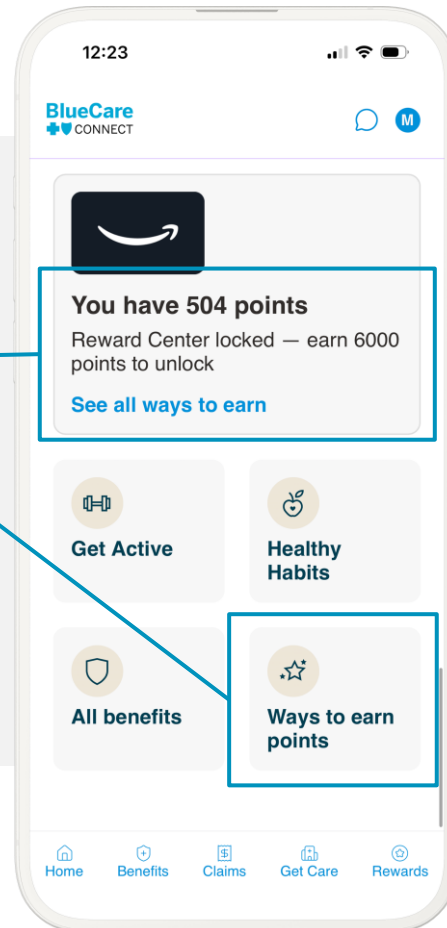 12:23
BlueCare
CONNECT
M
You have 504 points
Reward Center locked — earn 6000
points to unlock
See all ways to earn
Get Active
Healthy
Habits
All benefits
Ways to earn
points
Home
Benefits
Claims
Get Care
Rewards